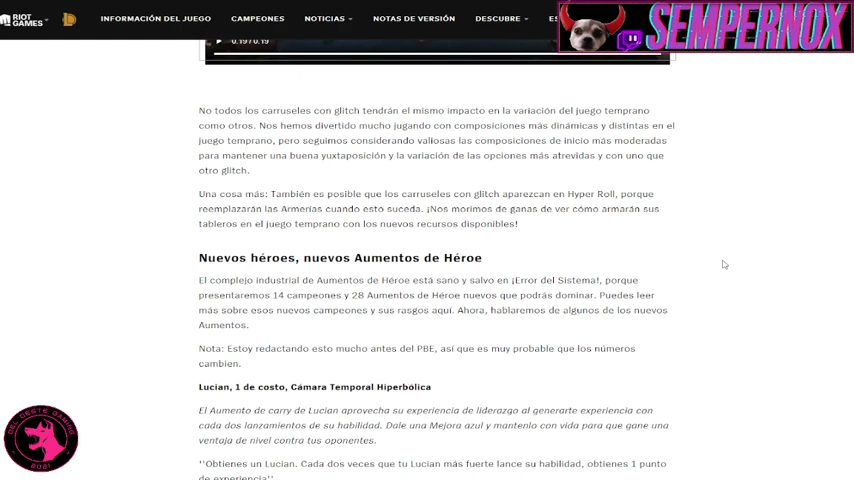 RIOT GAMES
INFORMACIÓN DEL JUEGO CAMPEONES NOTICIAS NOTAS DE VERSIÓN DESCUBRE ES
SEMPERNOX
0:19 / 0:19
No todos los carruseles con glitch tendrán el mismo impacto en la variación del juego temprano
como otros. Nos hemos divertido mucho jugando con composiciones más dinámicas y distintas en el
juego temprano, pero seguimos considerando valiosas las composiciones de inicio más moderadas
para mantener una buena yuxtaposición y la variación de las opciones más atrevidas y con uno que
otro glitch.
Una cosa más: También es posible que los carruseles con glitch aparezcan en Hyper Roll, porque
reemplazarán las Armerías cuando esto suceda. ¡Nos morimos de ganas de ver cómo armarán sus
tableros en el juego temprano con los nuevos recursos disponibles!
Nuevos héroes, nuevos Aumentos de Héroe
El complejo industrial de Aumentos de Héroe está sano y salvo en ¡Error del Sistema!, porque
presentaremos 14 campeones y 28 Aumentos de Héroe nuevos que podrás dominar. Puedes leer
más sobre esos nuevos campeones y sus rasgos aquí. Ahora, hablaremos de algunos de los nuevos
Aumentos.
Nota: Estoy redactando esto mucho antes del PBE, así que es muy probable que los números
cambien.
Lucian, 1 de costo, Cámara Temporal Hiperbólica
El Aumento de carry de Lucian aprovecha su experiencia de liderazgo al generarte experiencia con
cada dos lanzamientos de su habilidad. Dale una Mejora azul y mantenlo con vida para que gane una
ventaja de nivel contra tus oponentes.
''Obtienes un Lucian. Cada dos veces que tu Lucian más fuerte lance su habilidad, obtienes 1 punto
de experiencia''
DEL OESTE GAMING
2021